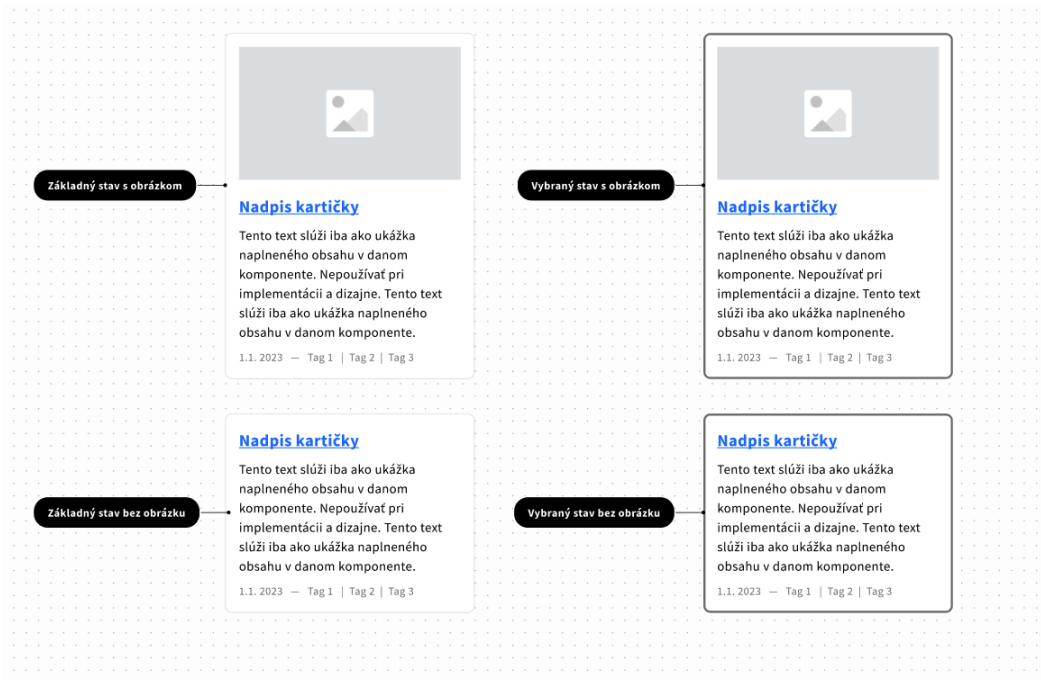 Základný stav s obrázkom
Nadpis kartičky
Tento text slúži iba ako ukážka
naplneného obsahu v danom
komponente. Nepoužívať pri
implementácii a dizajne. Tento text
slúži iba ako ukážka naplneného
obsahu v danom komponente.
1.1. 2023 — Tag 1 | Tag 2 | Tag 3
Vybraný stav s obrázkom
Nadpis kartičky
Tento text slúži iba ako ukážka
naplneného obsahu v danom
komponente. Nepoužívať pri
implementácii a dizajne. Tento text
slúži iba ako ukážka naplneného
obsahu v danom komponente.
1.1. 2023 — Tag 1 | Tag 2 | Tag 3
Základný stav bez obrázku
Nadpis kartičky
Tento text slúži iba ako ukážka
naplneného obsahu v danom
komponente. Nepoužívať pri
implementácii a dizajne. Tento text
slúži iba ako ukážka naplneného
obsahu v danom komponente.
1.1. 2023 — Tag 1 | Tag 2 | Tag 3
Vybraný stav bez obrázku
Nadpis kartičky
Tento text slúži iba ako ukážka
naplneného obsahu v danom
komponente. Nepoužívať pri
implementácii a dizajne. Tento text
slúži iba ako ukážka naplneného
obsahu v danom komponente.
1.1. 2023 — Tag 1 | Tag 2 | Tag 3